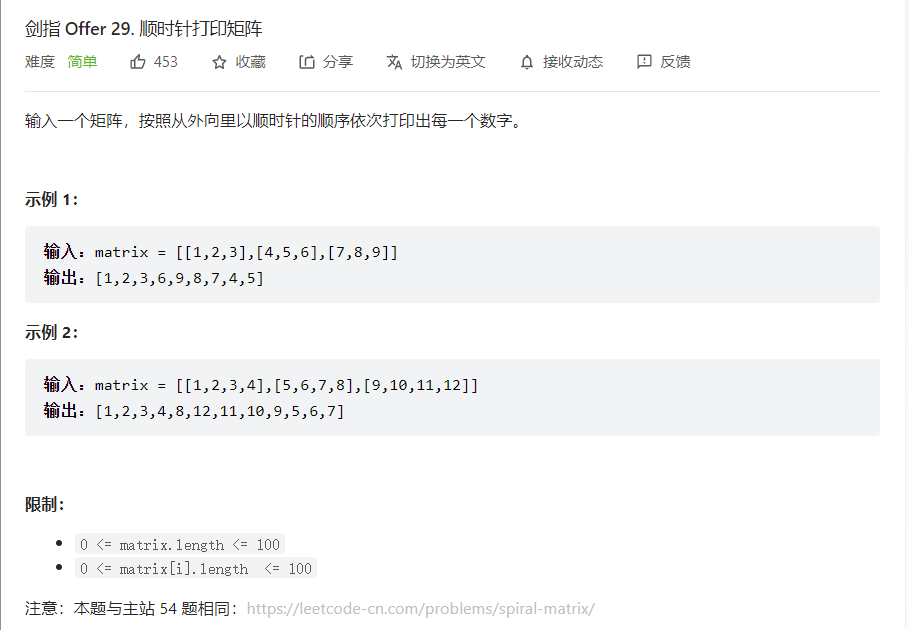 剑指 Offer 29. 顺时针打印矩阵
难度 简单 453 收藏 分享 切换为英文 接收动态 反馈
输入一个矩阵，按照从外向里以顺时针的顺序依次打印出每一个数字。
示例 1：
输入：matrix = [[1,2,3],[4,5,6],[7,8,9]]
输出：[1,2,3,6,9,8,7,4,5]
示例 2：
输入：matrix = [[1,2,3,4],[5,6,7,8],[9,10,11,12]]
输出：[1,2,3,4,8,12,11,10,9,5,6,7]
限制：
0 <= matrix.length <= 100
0 <= matrix[i].length <= 100
注意：本题与主站 54 题相同：https://leetcode-cn.com/problems/spiral-matrix/